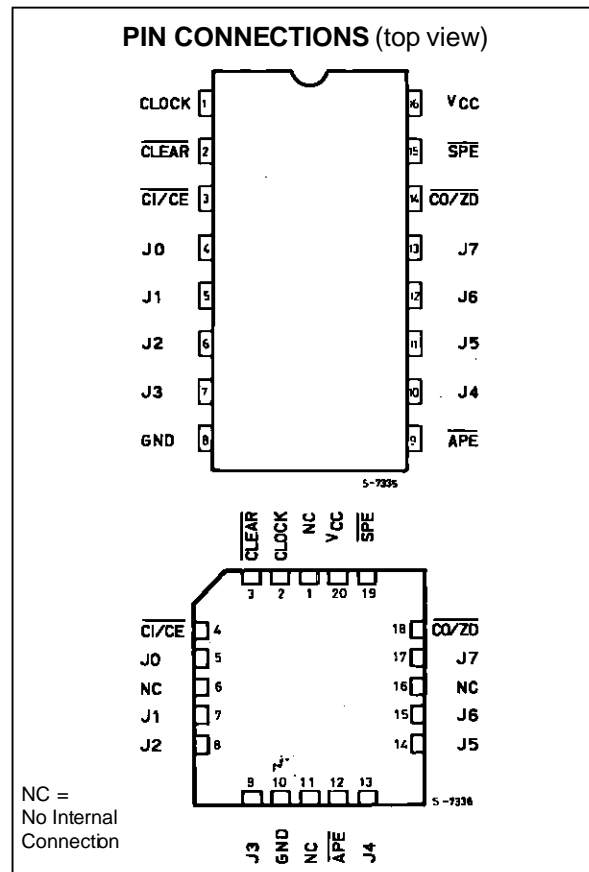 PIN CONNECTIONS (top view)
CLOCK 1 16 VCC
CLEAR 2 15 SPE
CI/CE 3 14 CO/ZD
J0 4 13 J7
J1 5 12 J6
J2 6 11 J5
J3 7 10 J4
GND 8 9 APE
S-7335
CLEAR CLOCK NC VCC SPE
3 2 1 20 19
CI/CE 4 18 CO/ZD
J0 5 17 J7
NC 6 16 NC
J1 7 15 J6
J2 8 14 J5
9 10 11 12 13
S-7336
J3 GND NC APE J4
NC =
No Internal
Connection